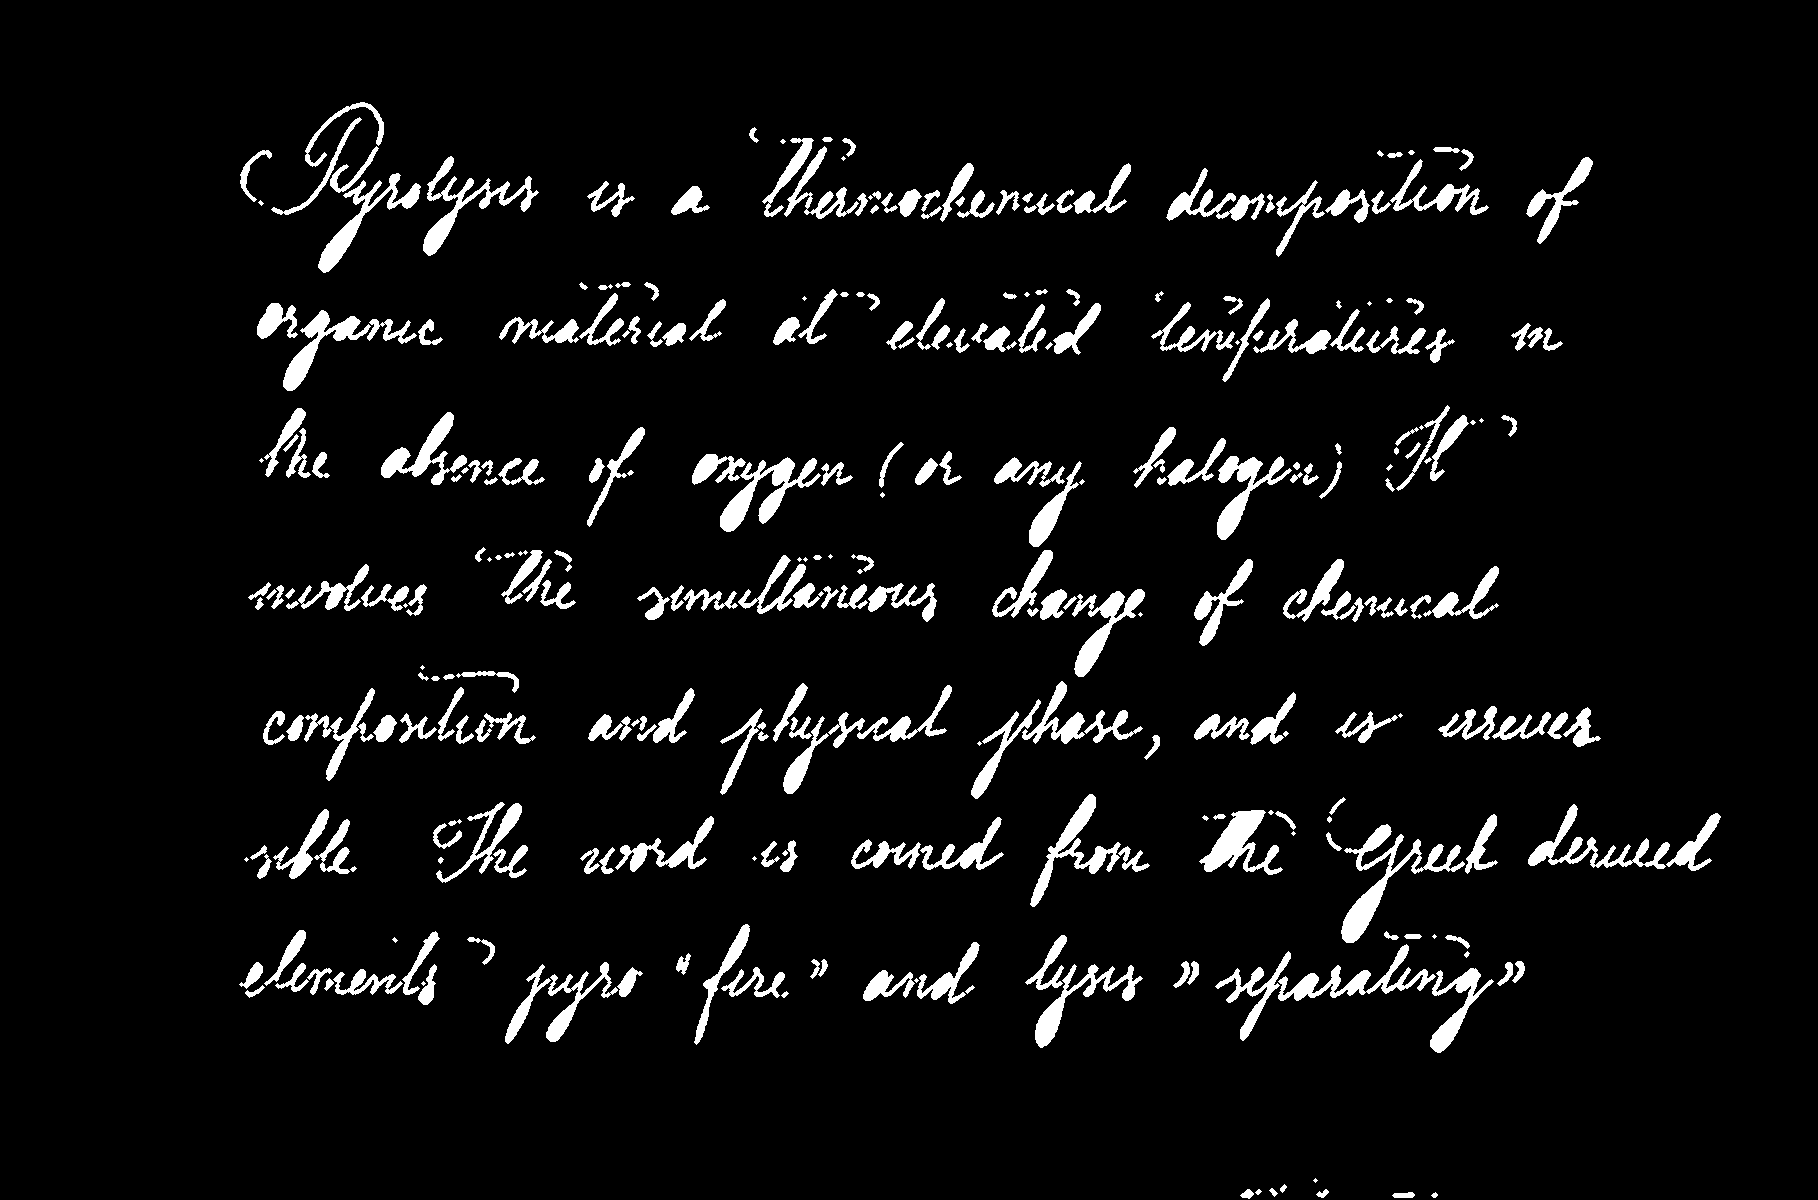 Pyrolysis is a thermochemical decomposition of
organic material at elevated temperatures in
the absence of oxygen (or any halogen) It
involves the simultaneous change of chemical
composition and physical phase, and is irrever
sible The word is coined from the Greek derived
elements pyro "fire" and lysis "separating"